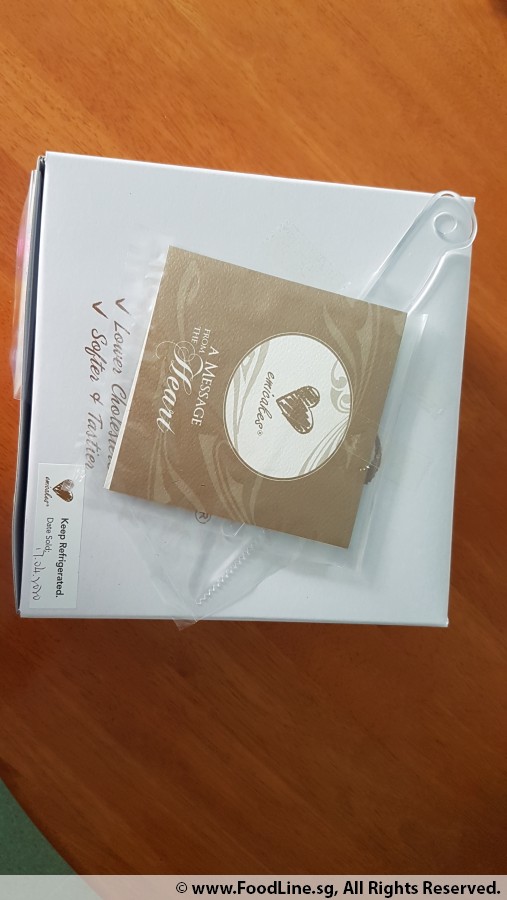 A MESSAGE
FROM THE
Heart
emicakes®
✓ Lower Cholester
✓ Softer & Tastier
®
emicakes®
Keep Refrigerated.
Date Sold:
© www.FoodLine.sg, All Rights Reserved.